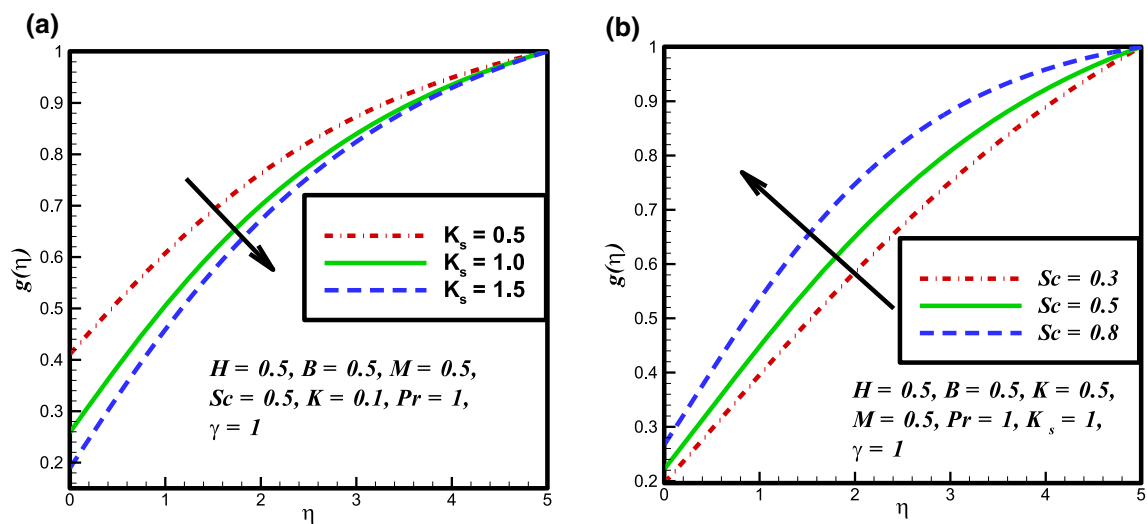 (a)
1
0.9
0.8
0.7
0.6
0.5
0.4
0.3
0.2
g(η)
0
1
2
3
4
5
η
K_s = 0.5
K_s = 1.0
K_s = 1.5
H = 0.5, B = 0.5, M = 0.5,
Sc = 0.5, K = 0.1, Pr = 1,
γ = 1
(b)
1
0.9
0.8
0.7
0.6
0.5
0.4
0.3
0.2
g(η)
0
1
2
3
4
5
η
Sc = 0.3
Sc = 0.5
Sc = 0.8
H = 0.5, B = 0.5, K = 0.5,
M = 0.5, Pr = 1, K_s = 1,
γ = 1